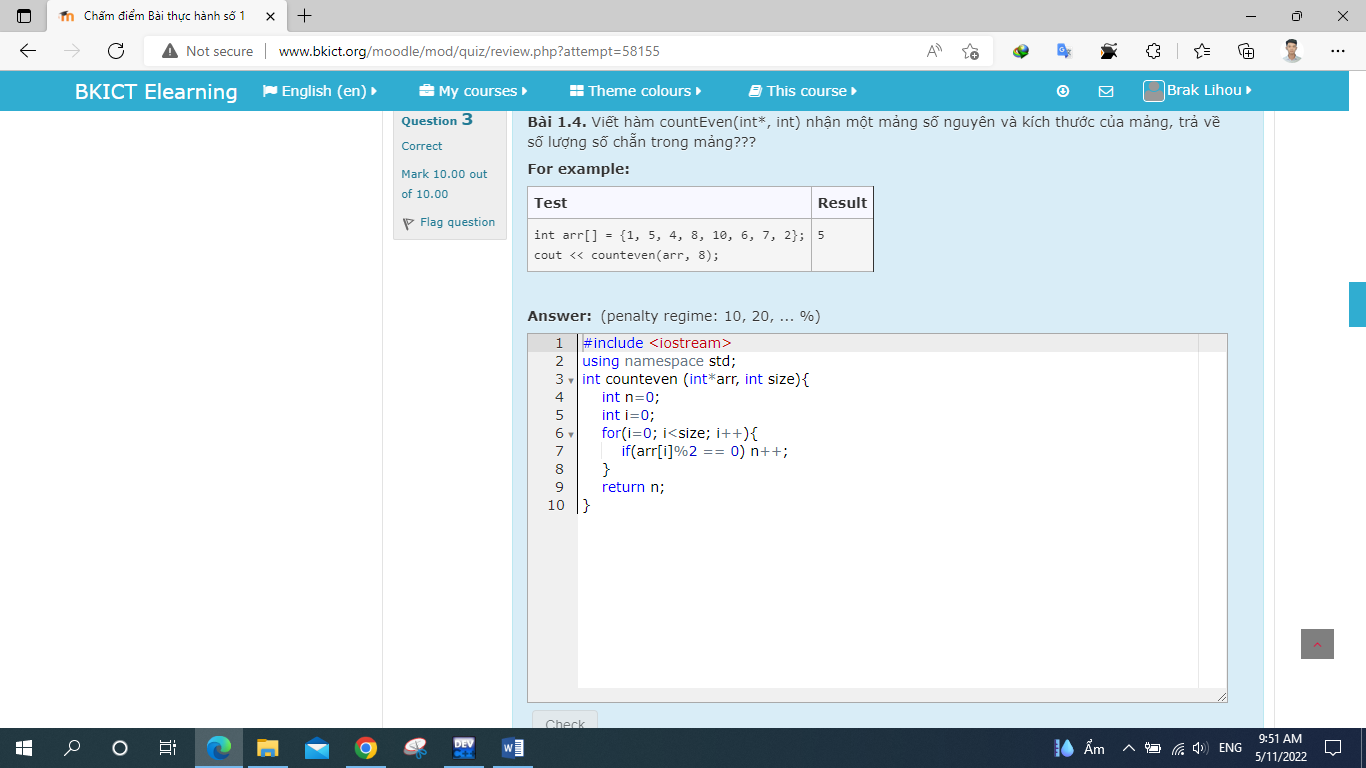 Chấm điểm Bài thực hành số 1
Not secure
www.bkict.org/moodle/mod/quiz/review.php?attempt=58155
BKICT Elearning
English (en)
My courses
Theme colours
This course
Brak Lihou
Question 3
Correct
Mark 10.00 out
of 10.00
Flag question
Bài 1.4. Viết hàm countEven(int*, int) nhận một mảng số nguyên và kích thước của mảng, trả về
số lượng số chẵn trong mảng???
For example:
Test Result
int arr[] = {1, 5, 4, 8, 10, 6, 7, 2}; 5
cout << counteven(arr, 8);
Answer: (penalty regime: 10, 20, ... %)
1 #include <iostream>
2 using namespace std;
3 int counteven (int*arr, int size){
4 int n=0;
5 int i=0;
6 for(i=0; i<size; i++){
7 if(arr[i]%2 == 0) n++;
8 }
9 return n;
10 }
Check
DEV
Ẩm
ENG
9:51 AM
5/11/2022